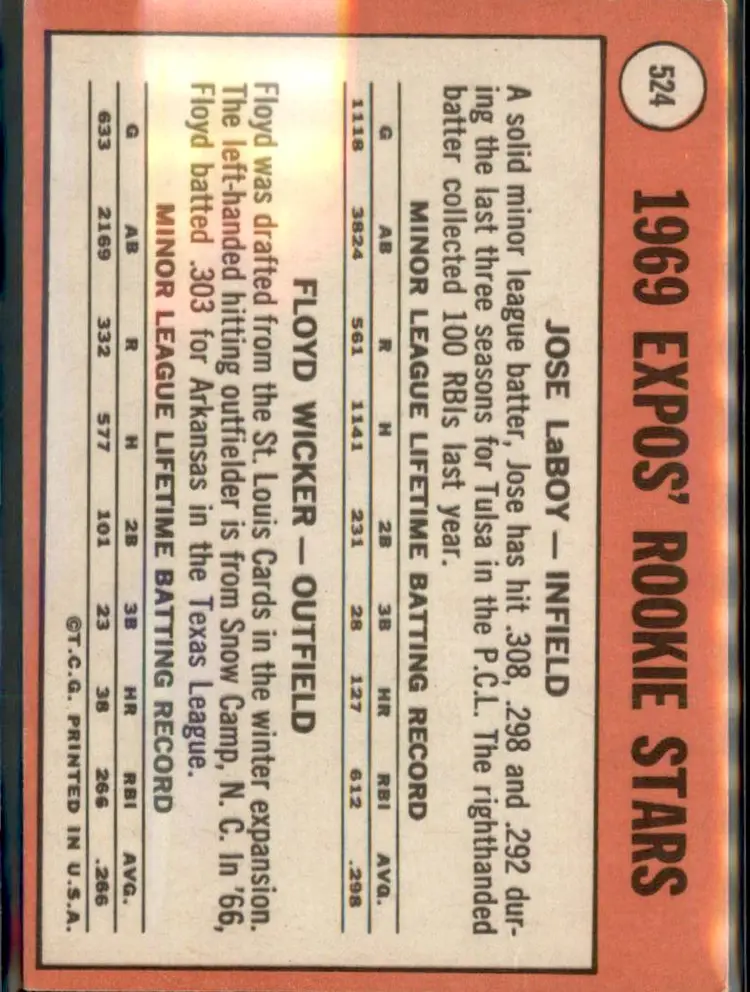 524
1969 EXPOS' ROOKIE STARS
JOSE LaBOY — INFIELD
A solid minor league batter, Jose has hit .308, .298 and .292 dur-
ing the last three seasons for Tulsa in the P.C.L. The righthanded
batter collected 100 RBIs last year.
MINOR LEAGUE LIFETIME BATTING RECORD
G AB R H 2B 3B HR RBI AVG.
1118 3824 561 1141 231 28 127 612 .298
FLOYD WICKER — OUTFIELD
Floyd was drafted from the St. Louis Cards in the winter expansion.
The left-handed hitting outfielder is from Snow Camp, N. C. In '66,
Floyd batted .303 for Arkansas in the Texas League.
MINOR LEAGUE LIFETIME BATTING RECORD
G AB R H 2B 3B HR RBI AVG.
633 2169 332 577 101 23 38 266 .266
©T.C.G. PRINTED IN U.S.A.